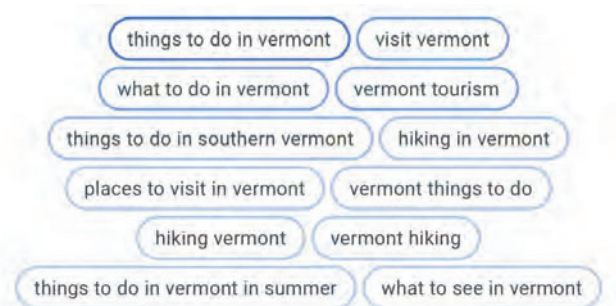 things to do in vermont visit vermont
what to do in vermont vermont tourism
things to do in southern vermont hiking in vermont
places to visit in vermont vermont things to do
hiking vermont vermont hiking
things to do in vermont in summer what to see in vermont